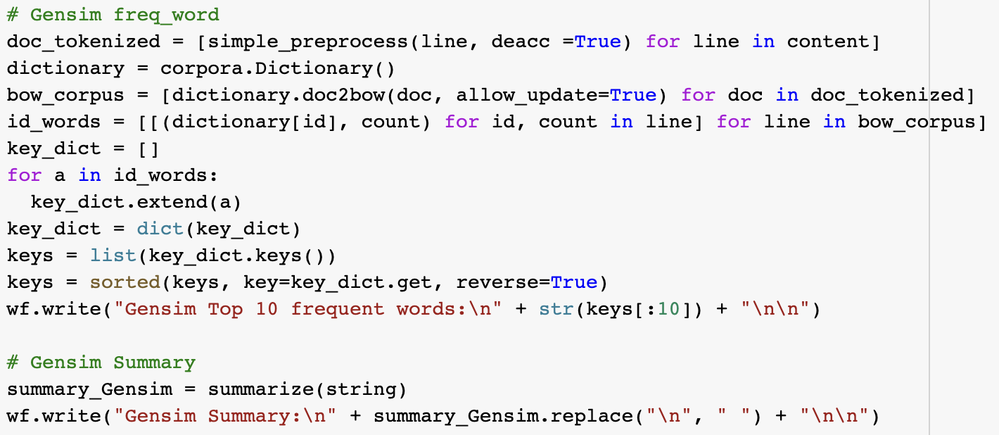 # Gensim freq_word
doc_tokenized = [simple_preprocess(line, deacc =True) for line in content]
dictionary = corpora.Dictionary()
bow_corpus = [dictionary.doc2bow(doc, allow_update=True) for doc in doc_tokenized]
id_words = [[(dictionary[id], count) for id, count in line] for line in bow_corpus]
key_dict = []
for a in id_words:
  key_dict.extend(a)
key_dict = dict(key_dict)
keys = list(key_dict.keys())
keys = sorted(keys, key=key_dict.get, reverse=True)
wf.write("Gensim Top 10 frequent words:\n" + str(keys[:10]) + "\n\n")

# Gensim Summary
summary_Gensim = summarize(string)
wf.write("Gensim Summary:\n" + summary_Gensim.replace("\n", " ") + "\n\n")